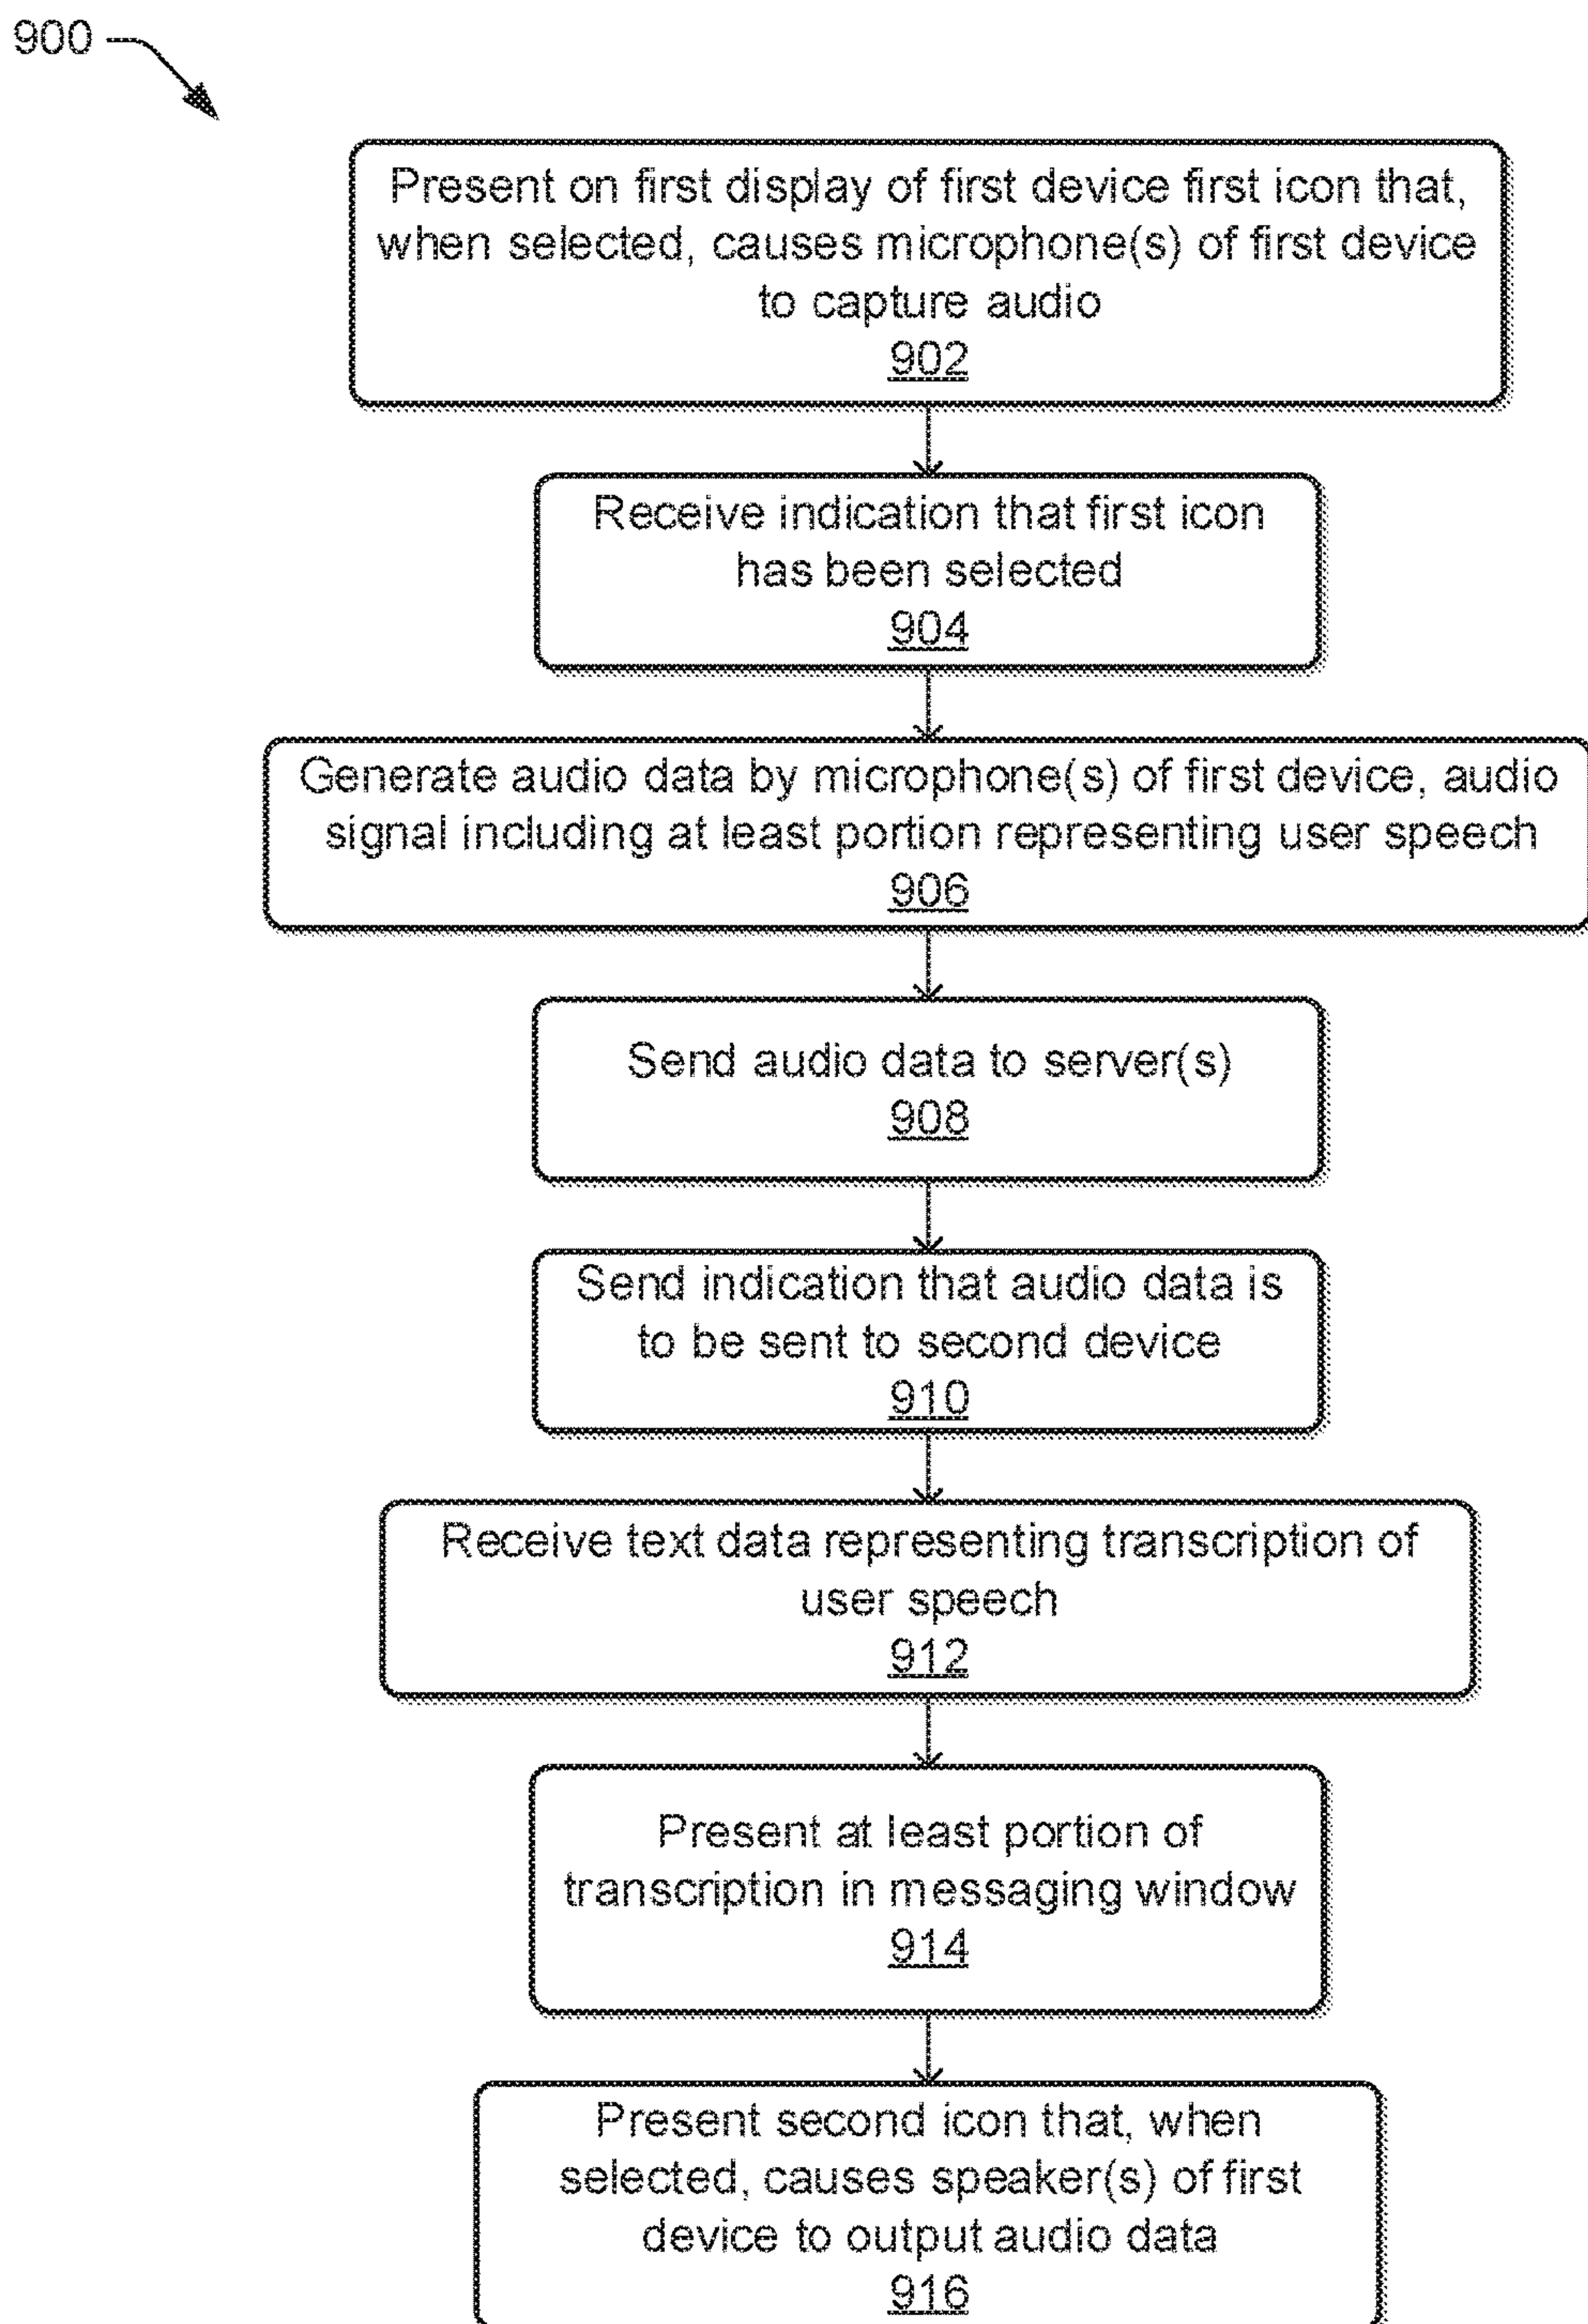 900
Present on first display of first device first icon that,
when selected, causes microphone(s) of first device
to capture audio
902
Receive indication that first icon
has been selected
904
Generate audio data by microphone(s) of first device, audio
signal including at least portion representing user speech
906
Send audio data to server(s)
908
Send indication that audio data is
to be sent to second device
910
Receive text data representing transcription of
user speech
912
Present at least portion of
transcription in messaging window
914
Present second icon that, when
selected, causes speaker(s) of first
device to output audio data
916